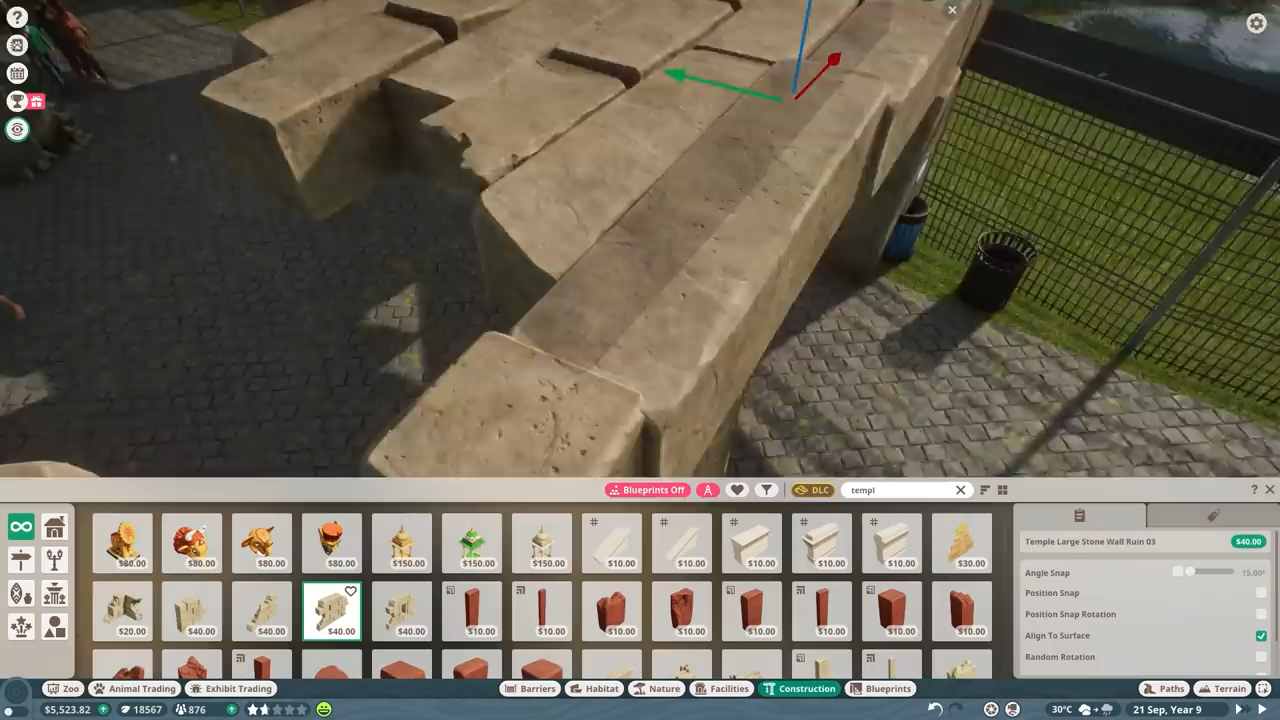 Blueprints Off
DLC
templ
$80.00 $80.00 $80.00 $80.00 $150.00 $150.00 $150.00 $10.00 $10.00 $10.00 $10.00 $10.00 $30.00
$20.00 $40.00 $40.00 $40.00 $40.00 $10.00 $10.00 $10.00 $10.00 $10.00 $10.00 $10.00 $10.00
Temple Large Stone Wall Ruin 03 $40.00
Angle Snap 15.00°
Position Snap
Position Snap Rotation
Align To Surface
Random Rotation
Zoo Animal Trading Exhibit Trading Barriers Habitat Nature Facilities Construction Blueprints Paths Terrain
$5,523.82 18567 876 30°C 21 Sep, Year 9